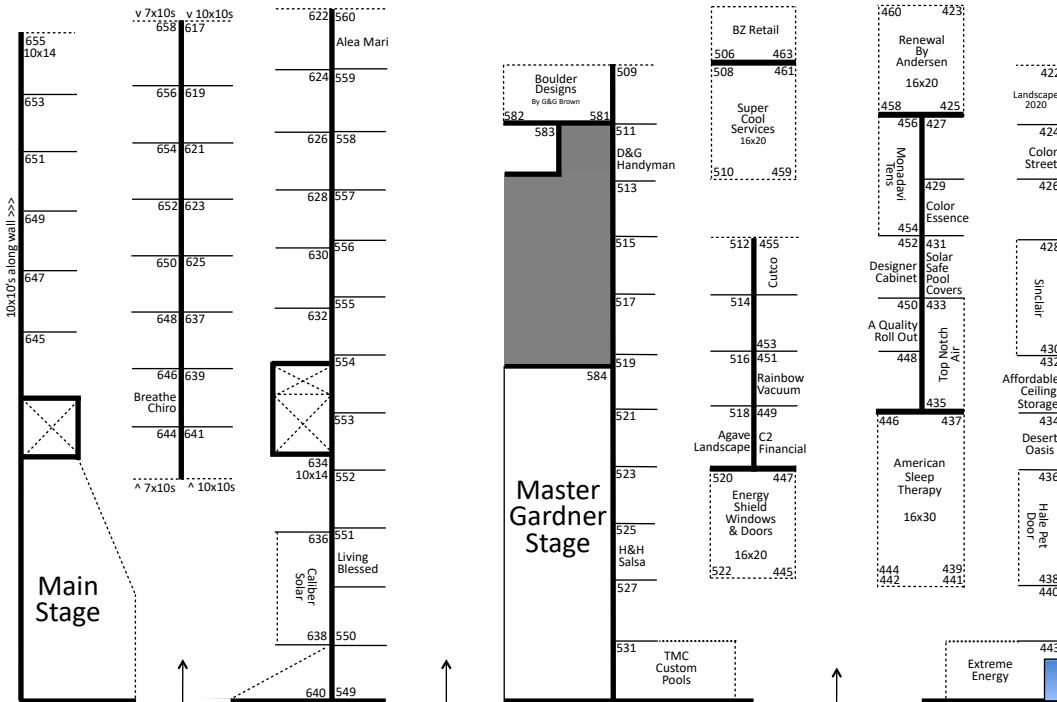 10x10's along wall >>>
655
10x14
653
651
649
647
645
Main
Stage
v 7x10s
v 10x10s
658
617
656
619
654
621
652
623
650
625
648
637
646
639
Breathe
Chiro
644
641
^ 7x10s
^ 10x10s
622
560
Alea Mari
624
559
626
558
628
557
630
556
555
632
554
553
634
10x14
552
551
636
Living
Blessed
Caliber
Solar
638
550
640
549
Boulder
Designs
By G&G Brown
582
581
583
509
511
D&G
Handyman
513
515
517
519
584
521
523
525
H&H
Salsa
527
531
TMC
Custom
Pools
Master
Gardner
Stage
BZ Retail
506
463
508
461
Super
Cool
Services
16x20
510
459
512
455
Cutco
514
453
516
451
Rainbow
Vacuum
518
449
Agave
Landscape
C2
Financial
520
447
Energy
Shield
Windows
& Doors
16x20
522
445
460
423
Renewal
By
Andersen
16x20
458
425
456
427
Monadavi
Tens
429
Color
Essence
454
452
431
Designer
Cabinet
Solar
Safe
Pool
Covers
450
433
A Quality
Roll Out
Top Notch
Air
448
435
446
437
American
Sleep
Therapy
16x30
444
439
442
441
422
Landscape
2020
424
Color
Street
426
428
Sinclair
430
432
Affordable
Ceiling
Storage
434
Desert
Oasis
436
Hale Pet
Door
438
440
443
Extreme
Energy